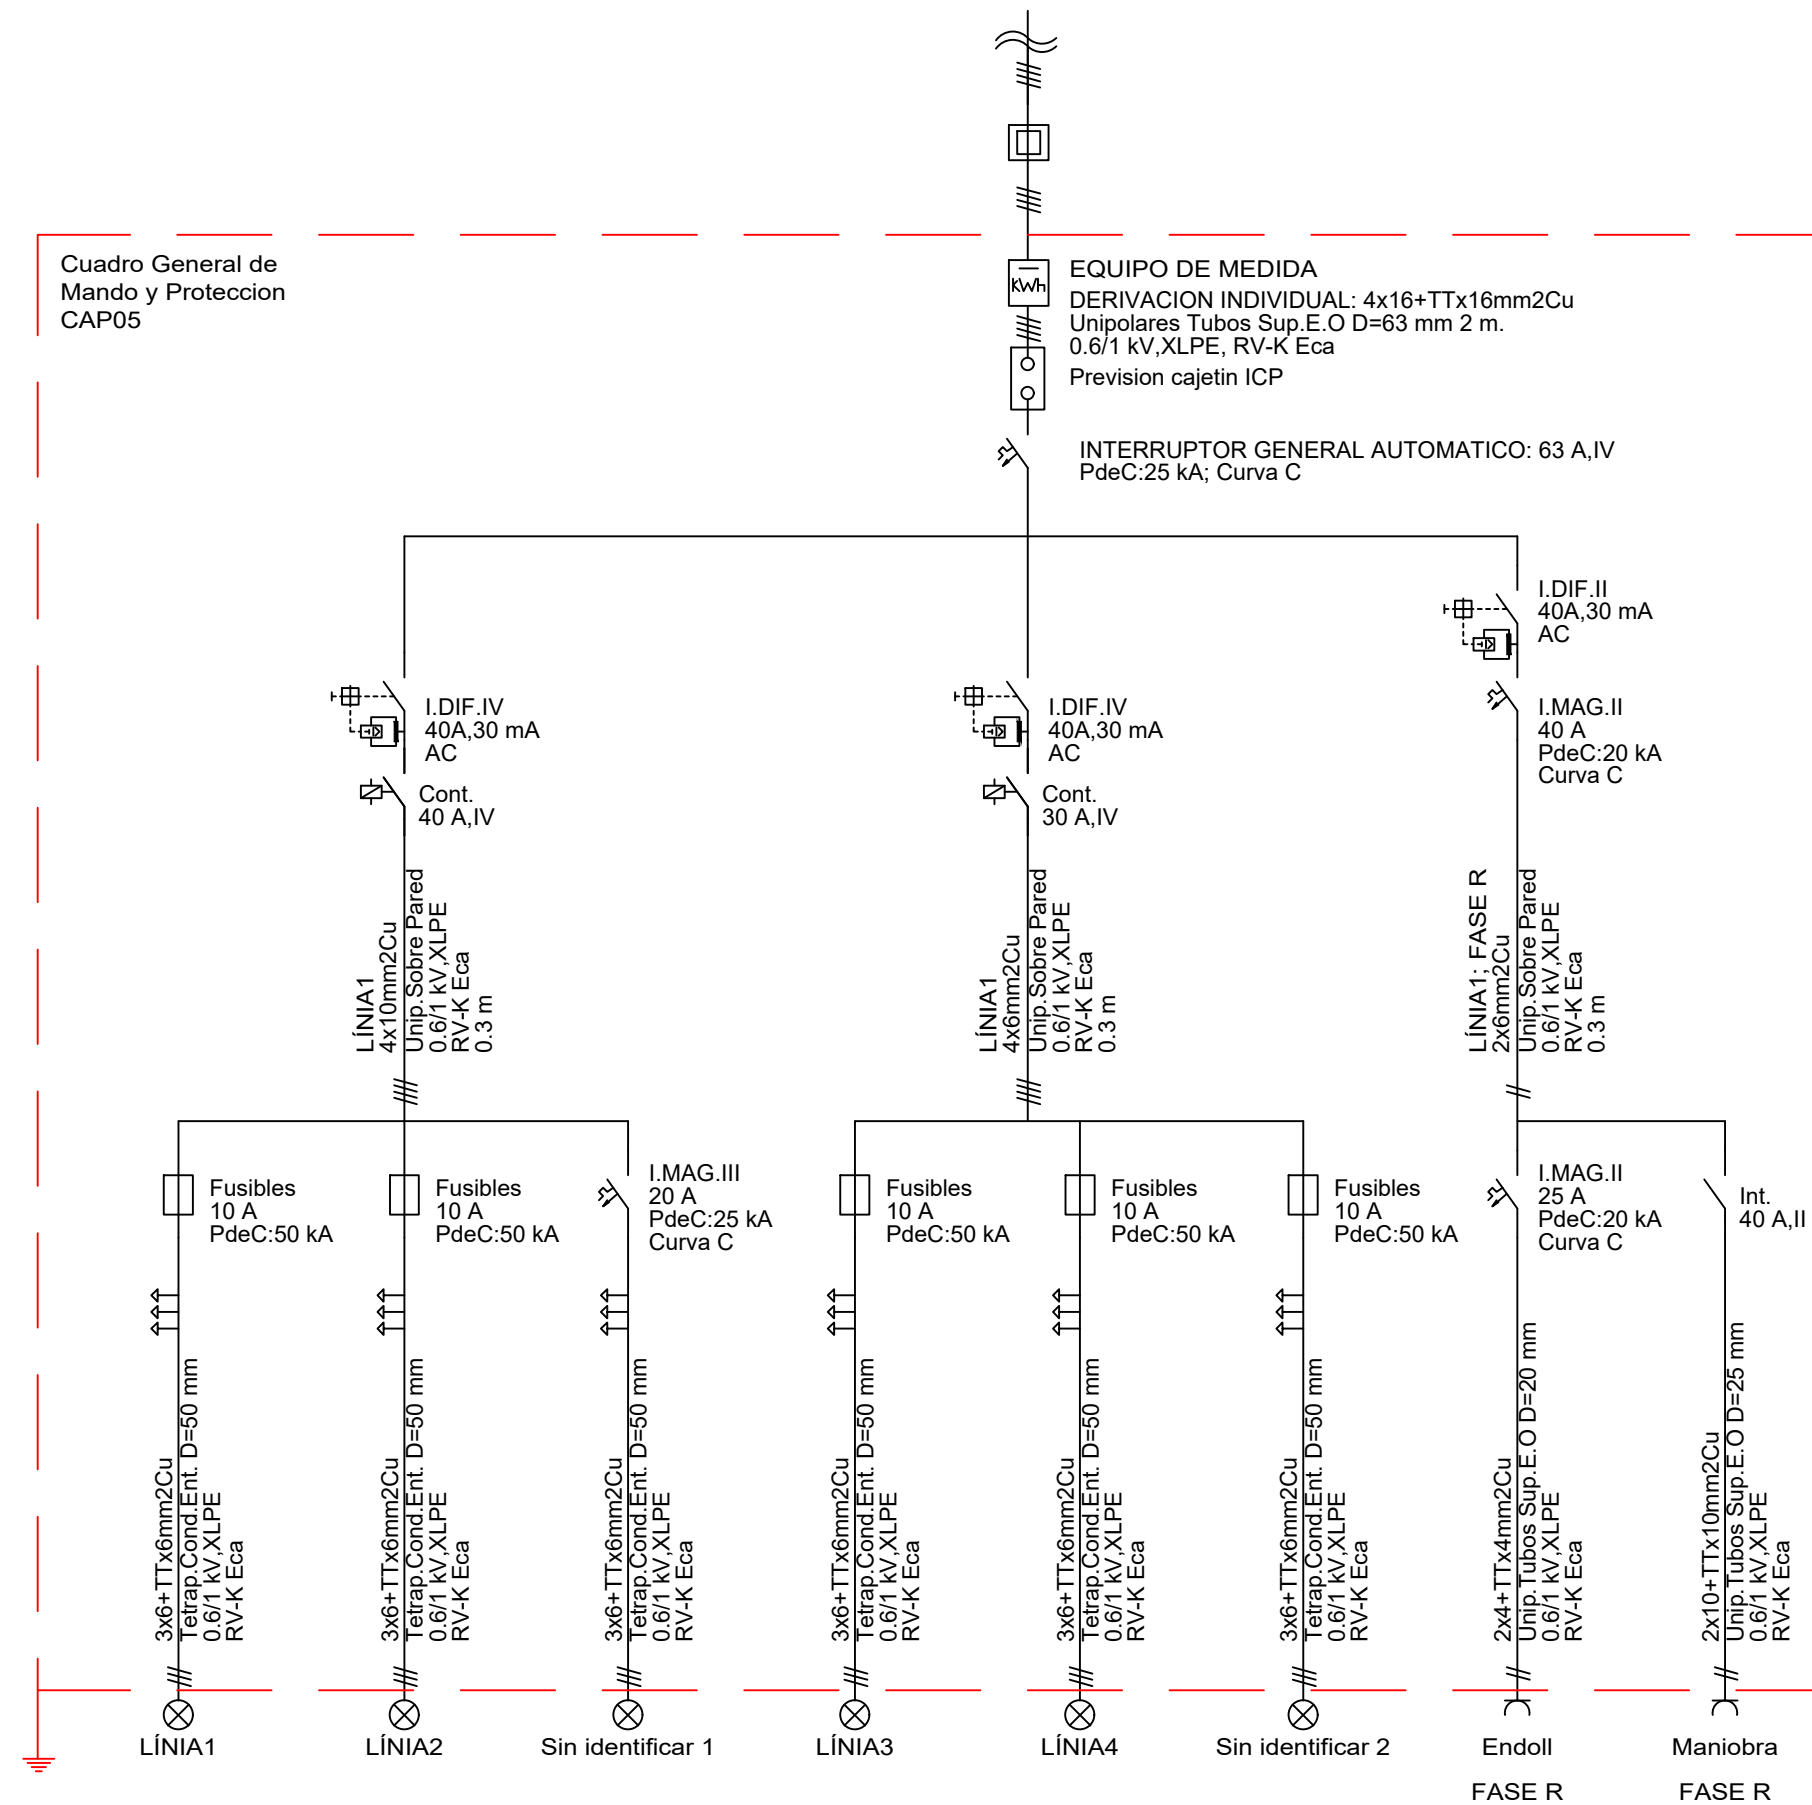 Cuadro General de
Mando y Proteccion
CAP05
kWh
EQUIPO DE MEDIDA
DERIVACION INDIVIDUAL: 4x16+TTx16mm2Cu
Unipolares Tubos Sup.E.O D=63 mm 2 m.
0.6/1 kV,XLPE, RV-K Eca
Prevision cajetin ICP
INTERRUPTOR GENERAL AUTOMATICO: 63 A,IV
PdeC:25 kA; Curva C
I.DIF.IV
40A,30 mA
AC
Cont.
40 A,IV
I.DIF.IV
40A,30 mA
AC
Cont.
30 A,IV
I.DIF.II
40A,30 mA
AC
I.MAG.II
40 A
PdeC:20 kA
Curva C
LÍNIA1
4x10mm2Cu
Unip.Sobre Pared
0.6/1 kV,XLPE
RV-K Eca
0.3 m
LÍNIA1
4x6mm2Cu
Unip.Sobre Pared
0.6/1 kV,XLPE
RV-K Eca
0.3 m
LÍNIA1; FASE R
2x6mm2Cu
Unip.Sobre Pared
0.6/1 kV,XLPE
RV-K Eca
0.3 m
Fusibles
10 A
PdeC:50 kA
Fusibles
10 A
PdeC:50 kA
I.MAG.III
20 A
PdeC:25 kA
Curva C
Fusibles
10 A
PdeC:50 kA
Fusibles
10 A
PdeC:50 kA
Fusibles
10 A
PdeC:50 kA
I.MAG.II
25 A
PdeC:20 kA
Curva C
Int.
40 A,II
3x6+TTx6mm2Cu
Tetrap.Cond.Ent. D=50 mm
0.6/1 kV,XLPE
RV-K Eca
3x6+TTx6mm2Cu
Tetrap.Cond.Ent. D=50 mm
0.6/1 kV,XLPE
RV-K Eca
3x6+TTx6mm2Cu
Tetrap.Cond.Ent. D=50 mm
0.6/1 kV,XLPE
RV-K Eca
3x6+TTx6mm2Cu
Tetrap.Cond.Ent. D=50 mm
0.6/1 kV,XLPE
RV-K Eca
3x6+TTx6mm2Cu
Tetrap.Cond.Ent. D=50 mm
0.6/1 kV,XLPE
RV-K Eca
3x6+TTx6mm2Cu
Tetrap.Cond.Ent. D=50 mm
0.6/1 kV,XLPE
RV-K Eca
2x4+TTx4mm2Cu
Unip.Tubos Sup.E.O D=20 mm
0.6/1 kV,XLPE
RV-K Eca
2x10+TTx10mm2Cu
Unip.Tubos Sup.E.O D=25 mm
0.6/1 kV,XLPE
RV-K Eca
LÍNIA1
LÍNIA2
Sin identificar 1
LÍNIA3
LÍNIA4
Sin identificar 2
Endoll
Maniobra
FASE R
FASE R